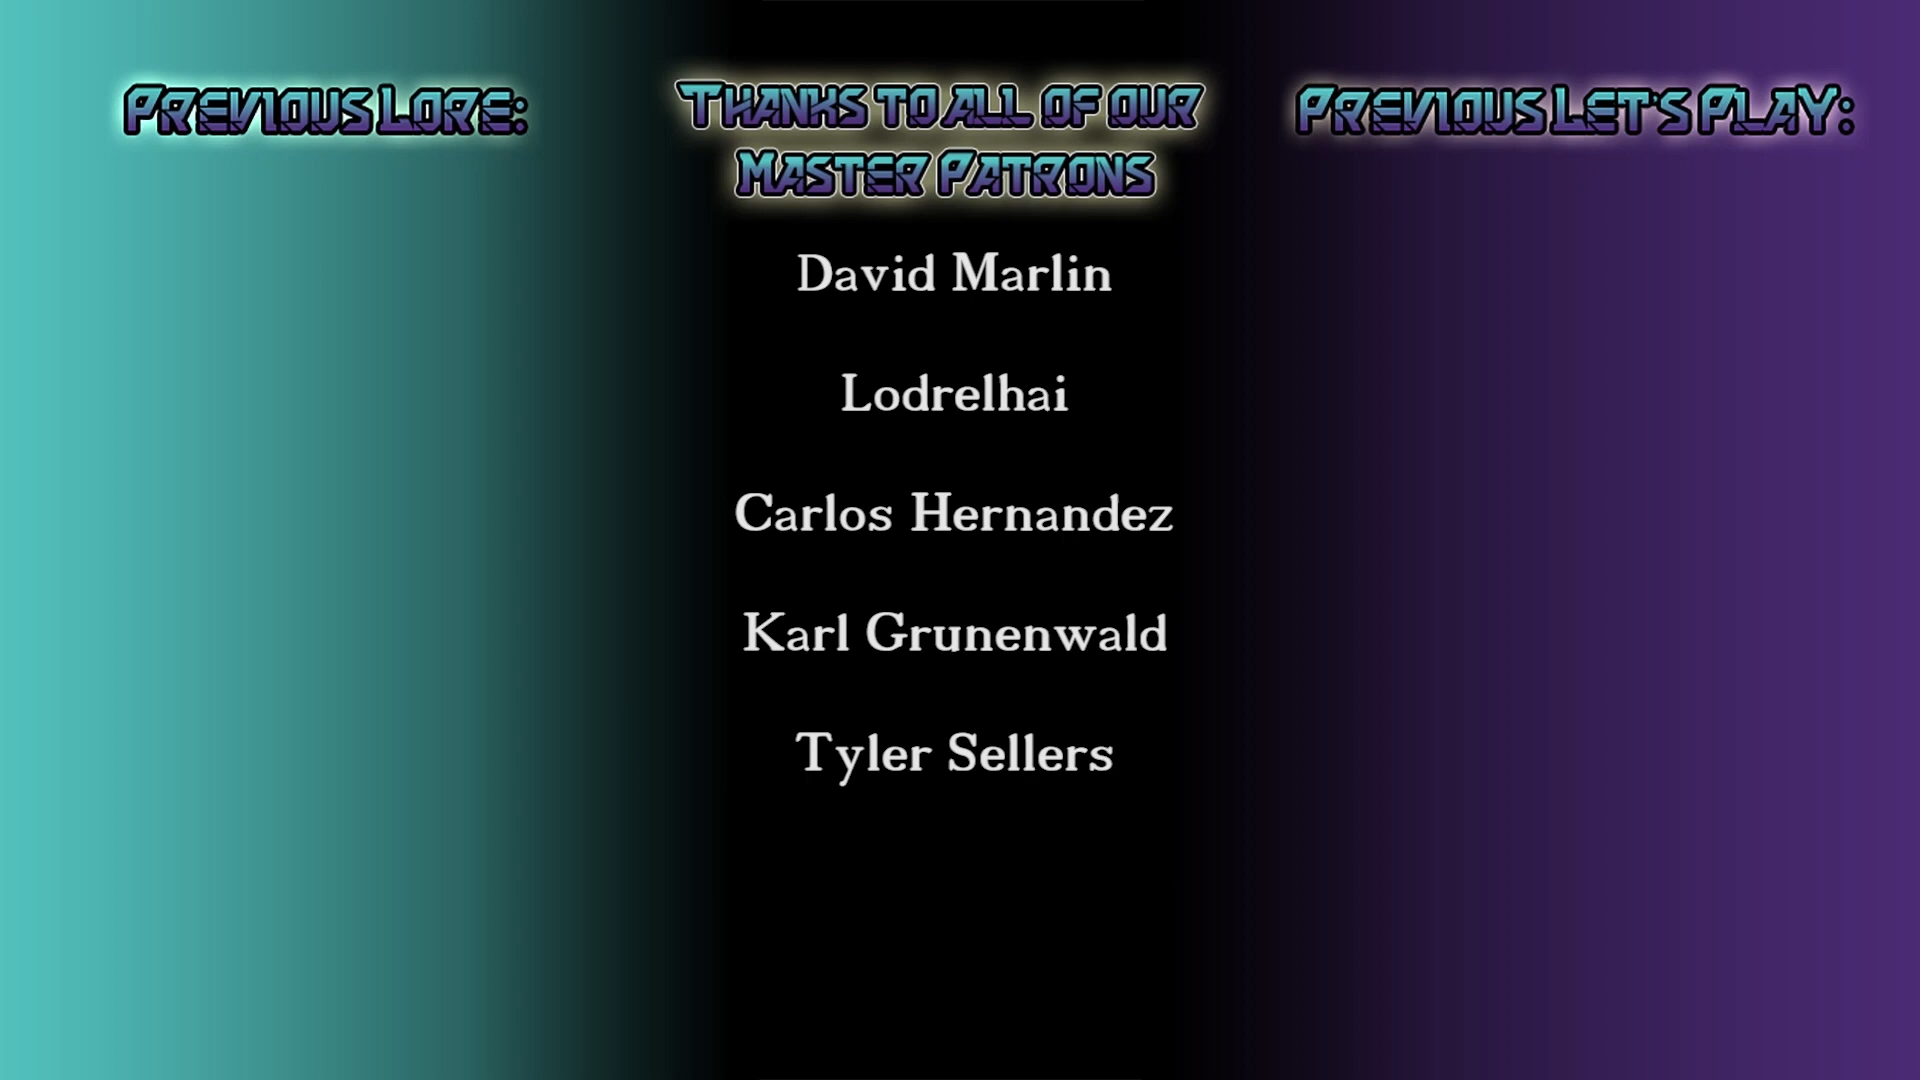 Previous Lore:
Thanks to all of our
Master Patrons
David Marlin
Lodrelhai
Carlos Hernandez
Karl Grunenwald
Tyler Sellers
Previous Let's Play: